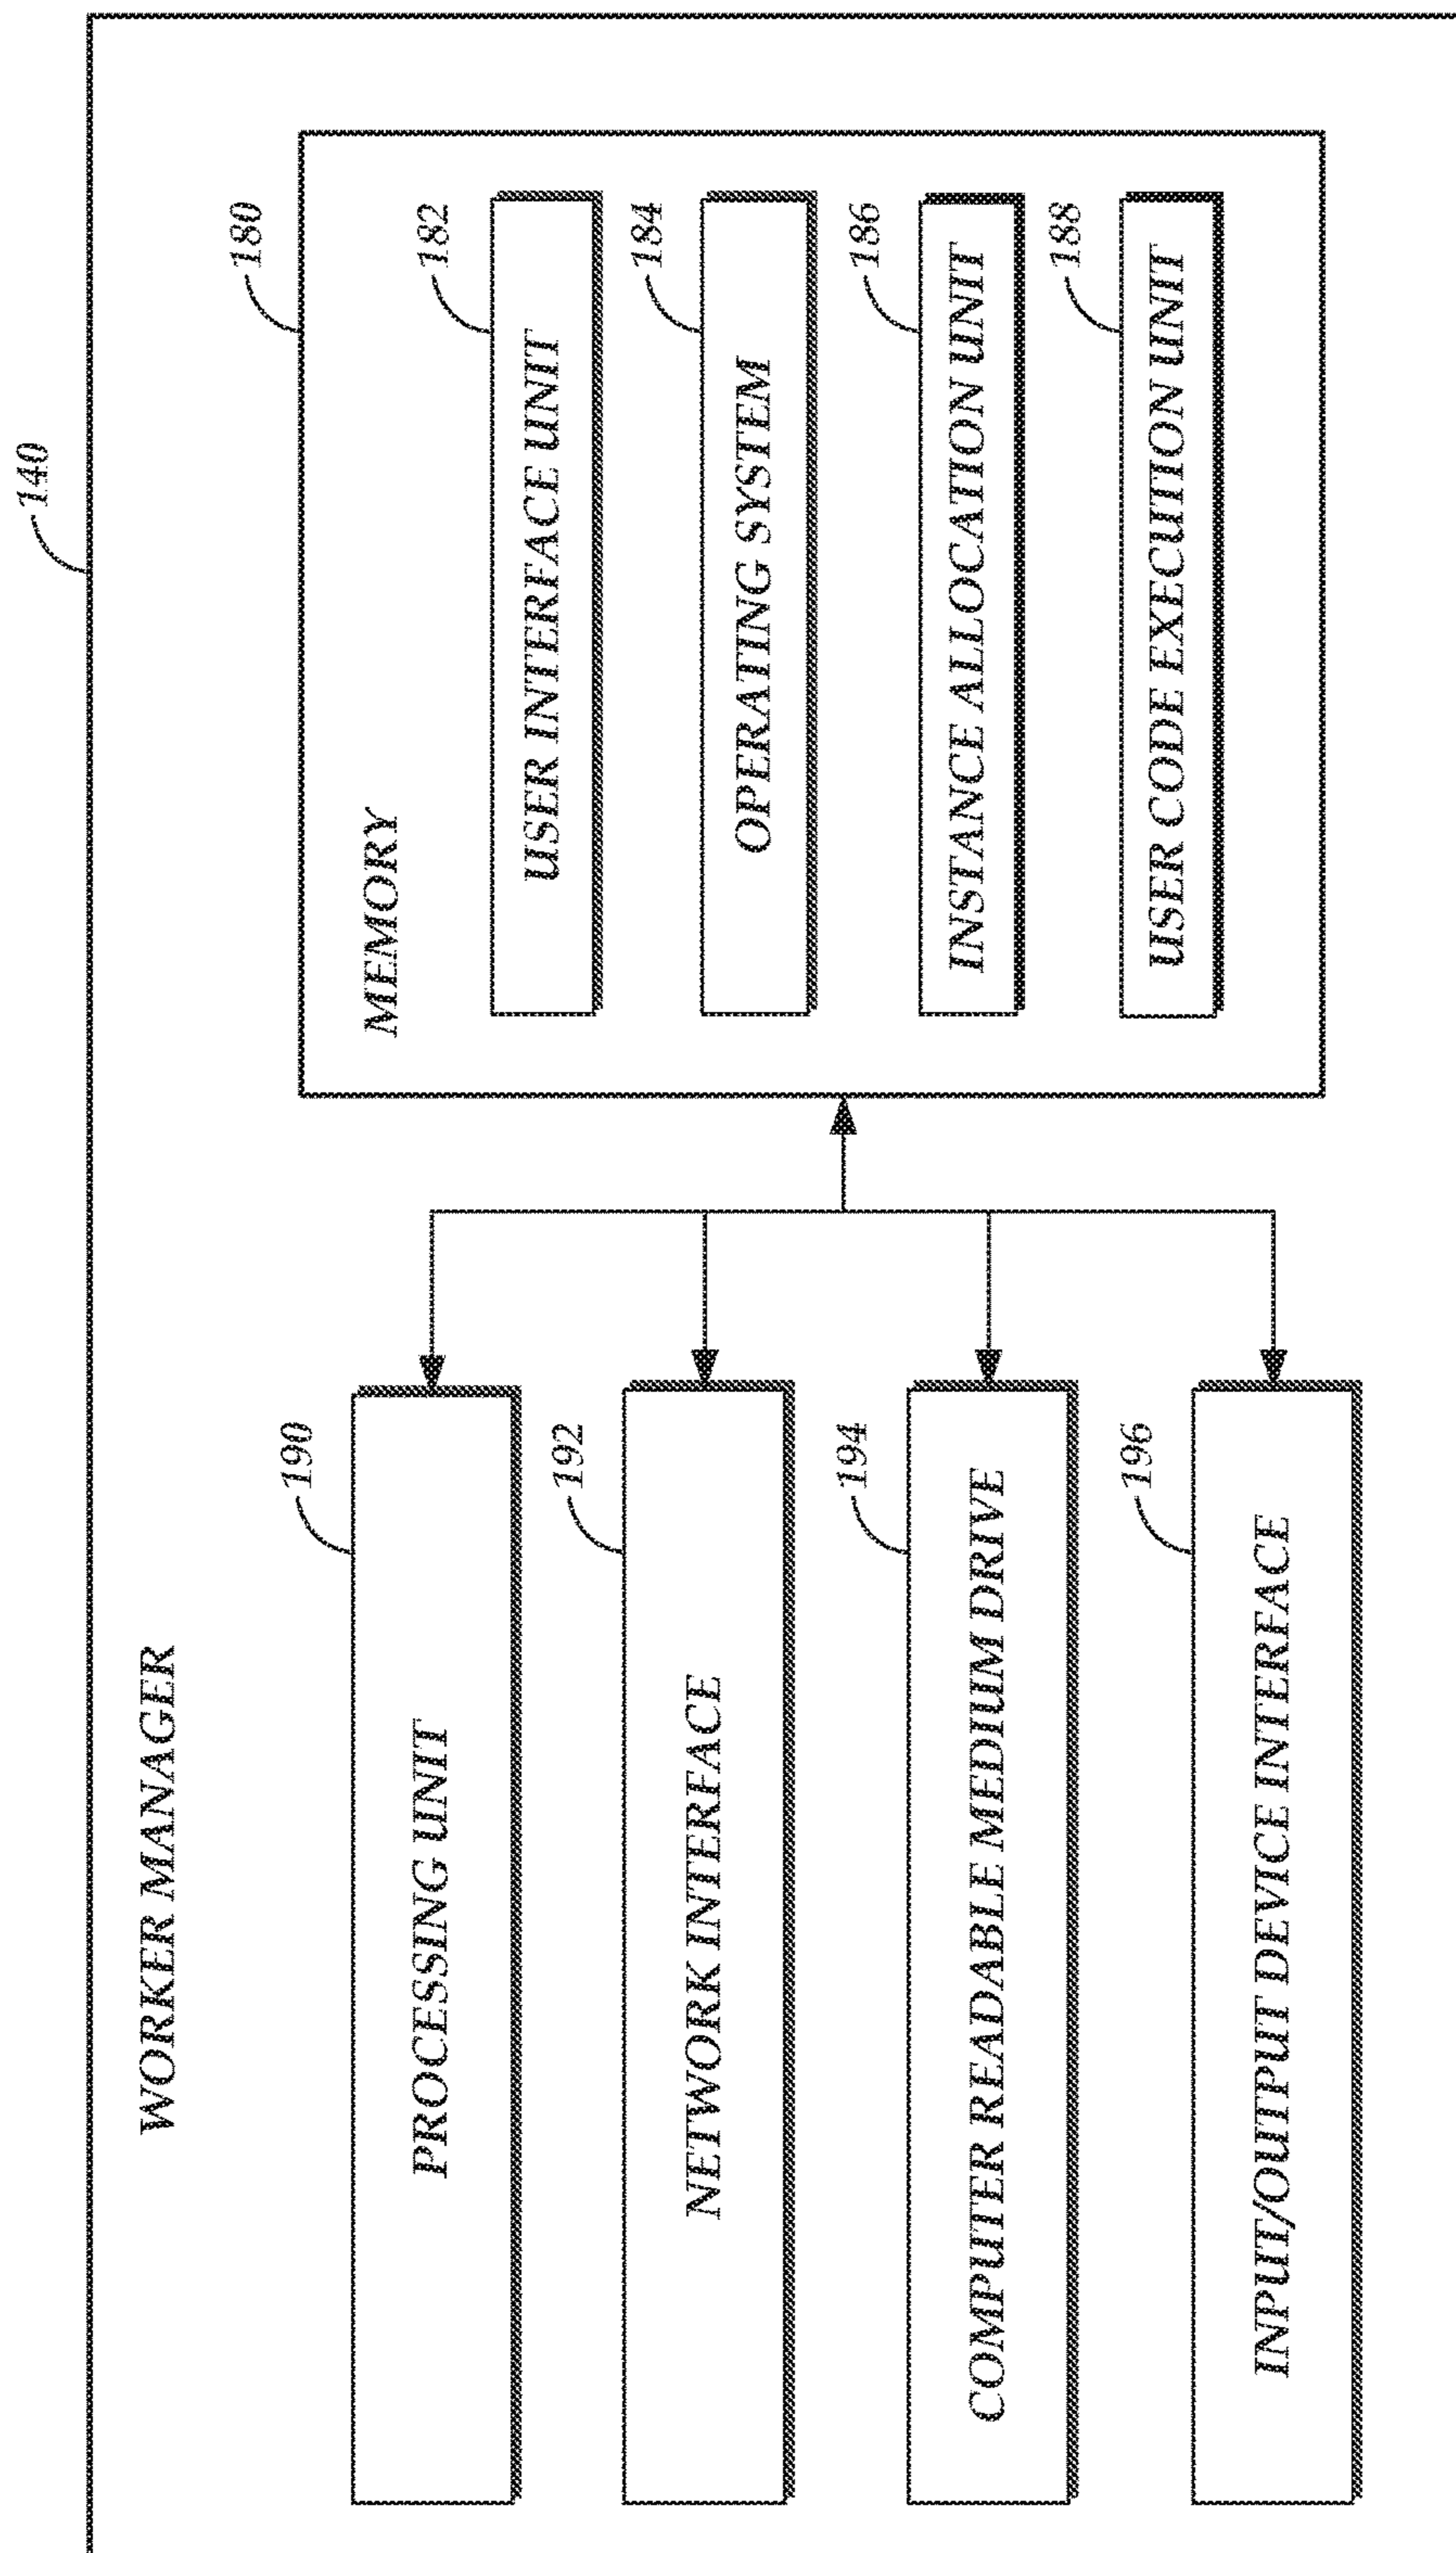 140
WORKER MANAGER
190
PROCESSING UNIT
192
NETWORK INTERFACE
194
COMPUTER READABLE MEDIUM DRIVE
196
INPUT/OUTPUT DEVICE INTERFACE
180
MEMORY
182
USER INTERFACE UNIT
184
OPERATING SYSTEM
186
INSTANCE ALLOCATION UNIT
188
USER CODE EXECUTION UNIT